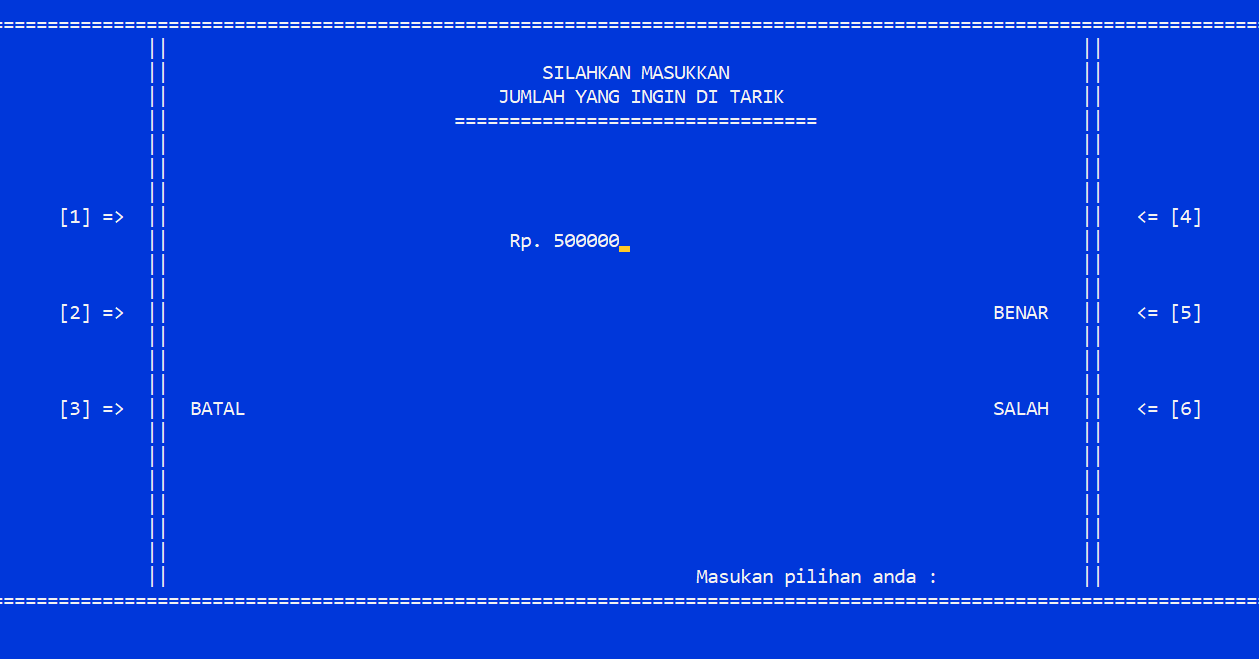 SILAHKAN MASUKKAN
JUMLAH YANG INGIN DI TARIK
=================================
[1] => <= [4]
Rp. 500000
[2] => BENAR <= [5]
[3] => BATAL SALAH <= [6]
Masukan pilihan anda :